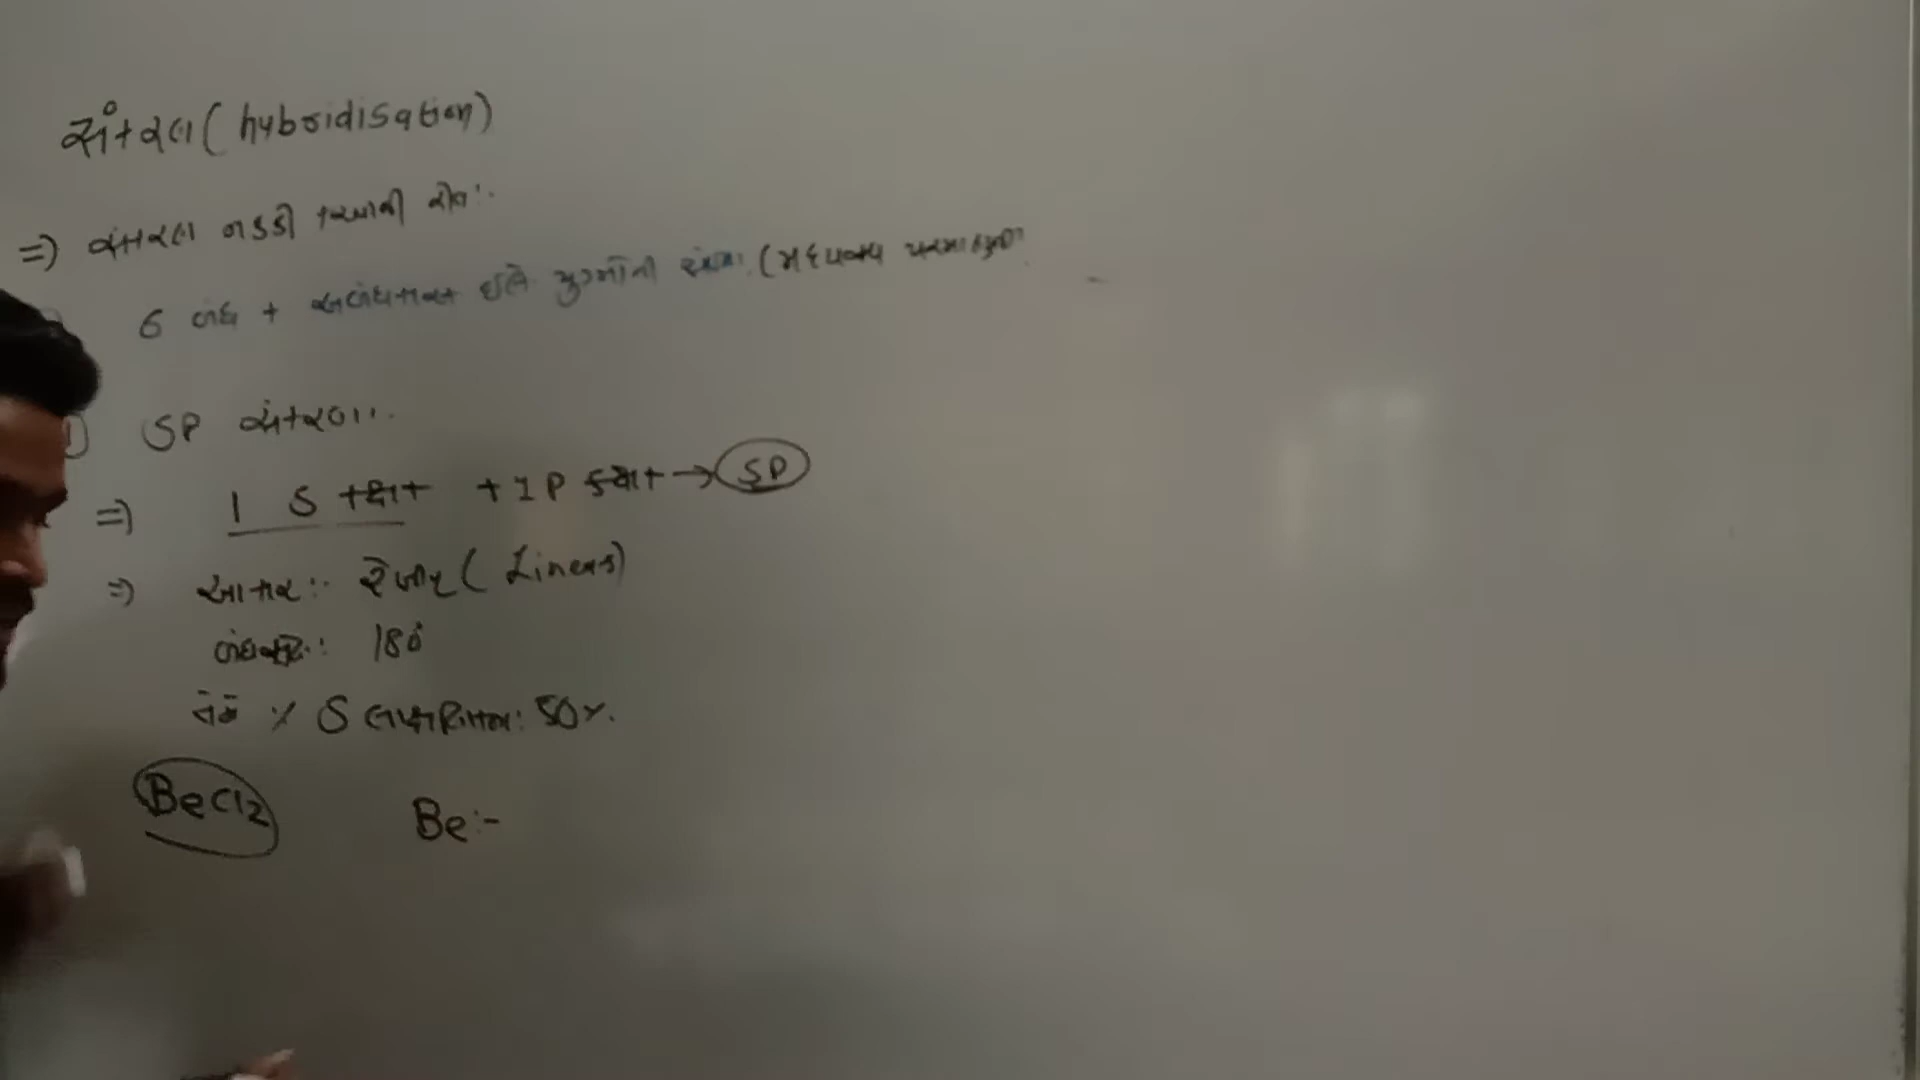 સંકરણ ( hybridisation)
=> સંકરણ નક્કી કરવાની રીત:-
6 બંધ + અબંધકારક ઈલે યુગ્મોની સંખ્યા (મધ્યસ્થ પરમાણુ
1) SP સંકરણ:-
=> 1 S કક્ષક + 1 P કક્ષક → SP
=> આકાર:- રેખીય ( Linear)
બંધકોણ: 180°
% S લાક્ષણિકતા: 50%.
BeCl2 Be:-